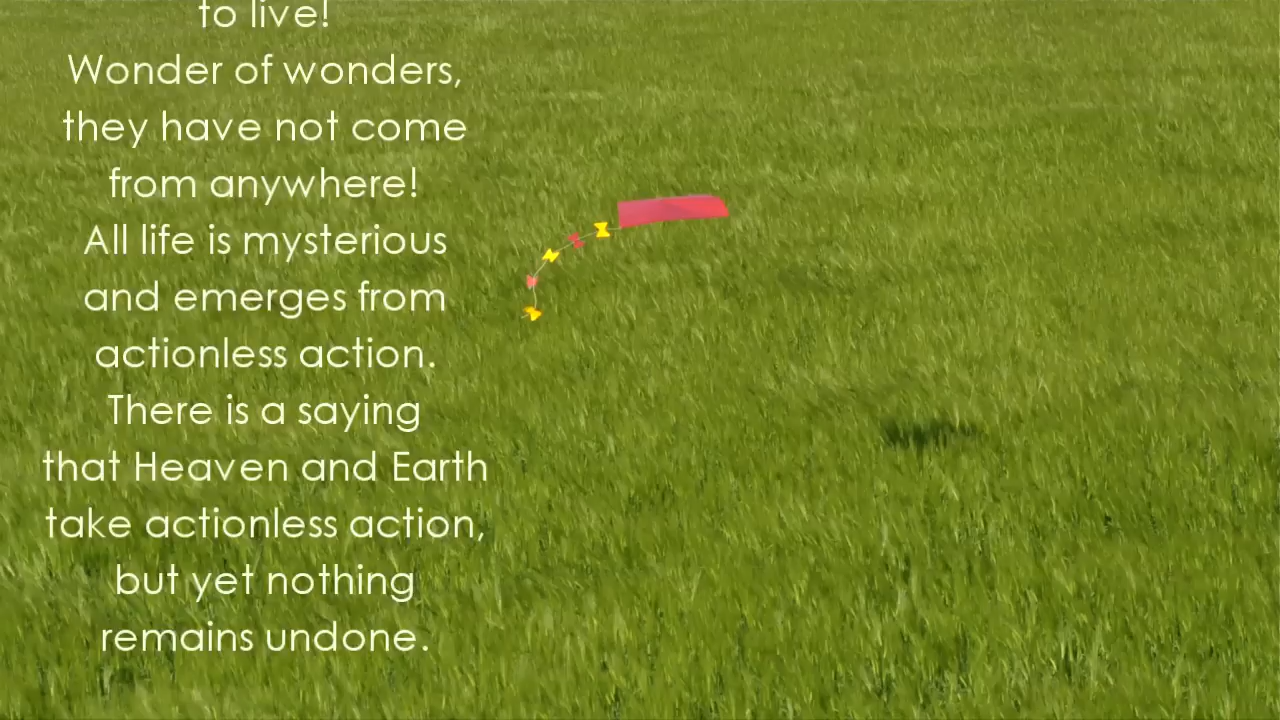 to live!
Wonder of wonders,
they have not come
from anywhere!
All life is mysterious
and emerges from
actionless action.
There is a saying
that Heaven and Earth
take actionless action,
but yet nothing
remains undone.